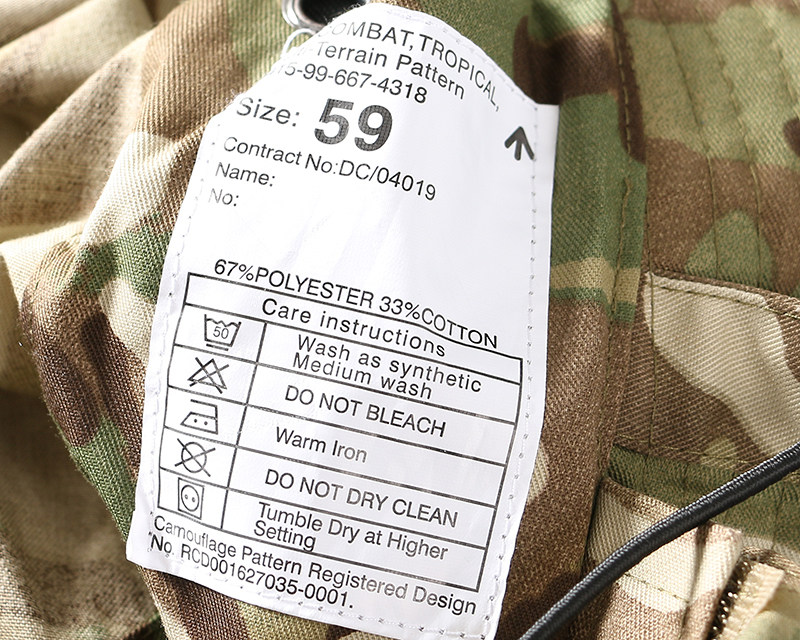 OMBAT, TROPICAL,
-Terrain Pattern
5-99-667-4318
Size: 59
Contract No:DC/04019
Name:
No:
67%POLYESTER 33%COTTON
Care instructions
50
Wash as synthetic
Medium wash
DO NOT BLEACH
Warm Iron
DO NOT DRY CLEAN
Tumble Dry at Higher
Setting
Camouflage Pattern Registered Design
No. RCD001627035-0001.